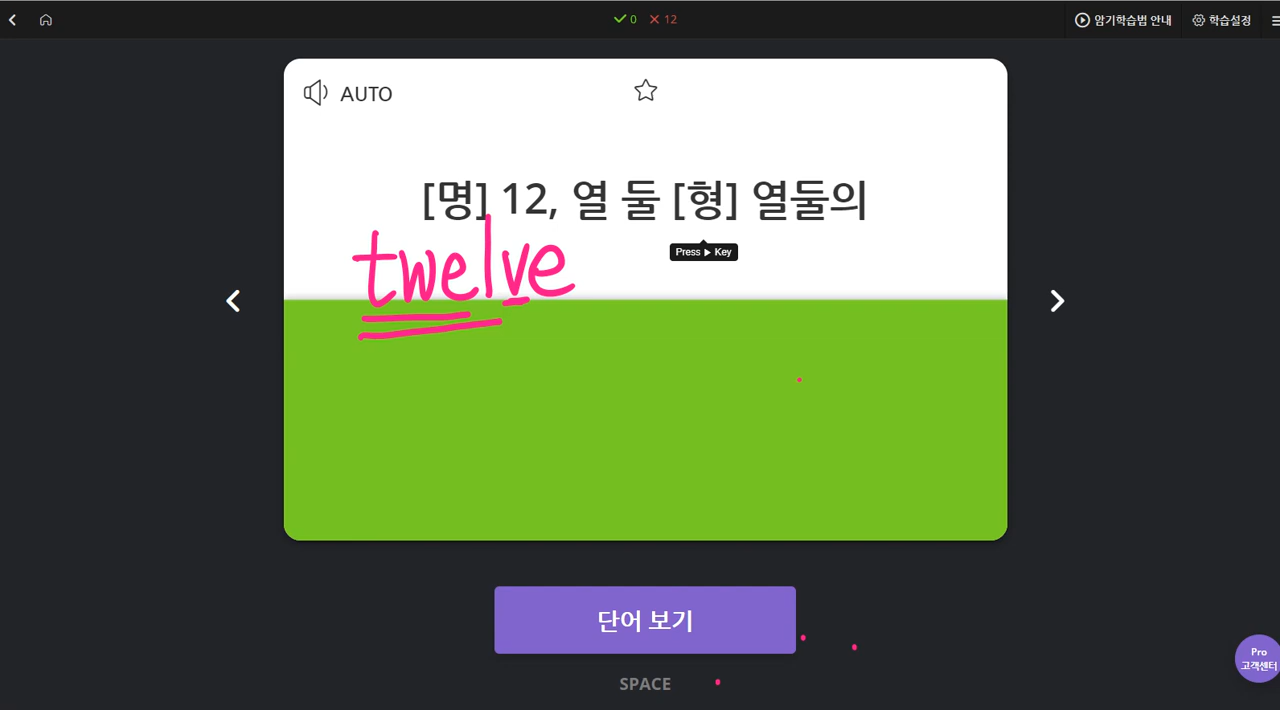 0 12 암기학습법 안내 학습설정
AUTO
[명] 12, 열 둘 [형] 열둘의
Press ▶ Key
twelve
단어 보기
SPACE
Pro
고객센터